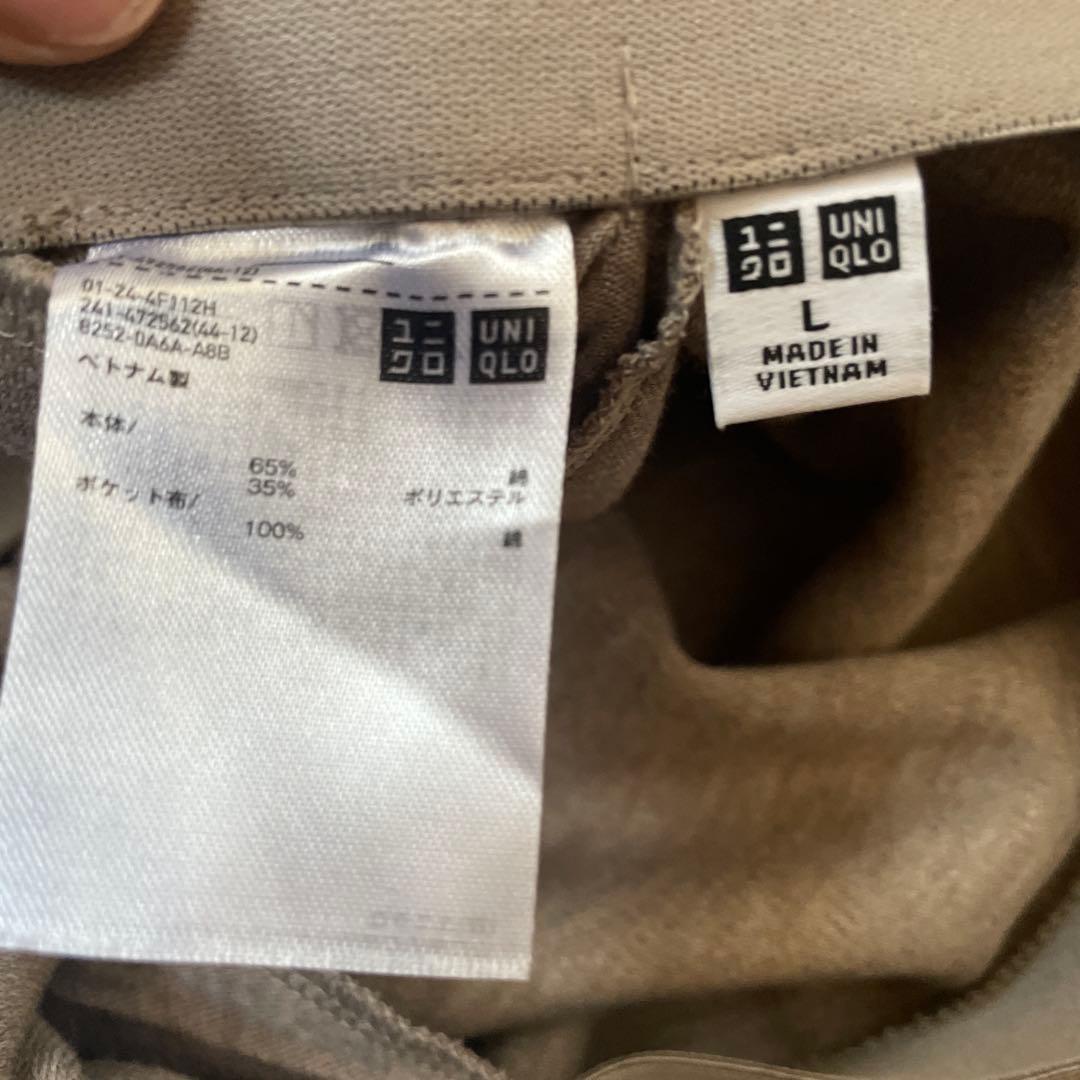 01-24-4F112H
241-472562(44-12)
8252-0A6A-A8B
ベトナム製
ユニ
クロ
UNI
QLO
本体/
65% 綿
35% ポリエステル
ポケット布/
100% 綿
ユニ
クロ
UNI
QLO
L
MADE IN
VIETNAM